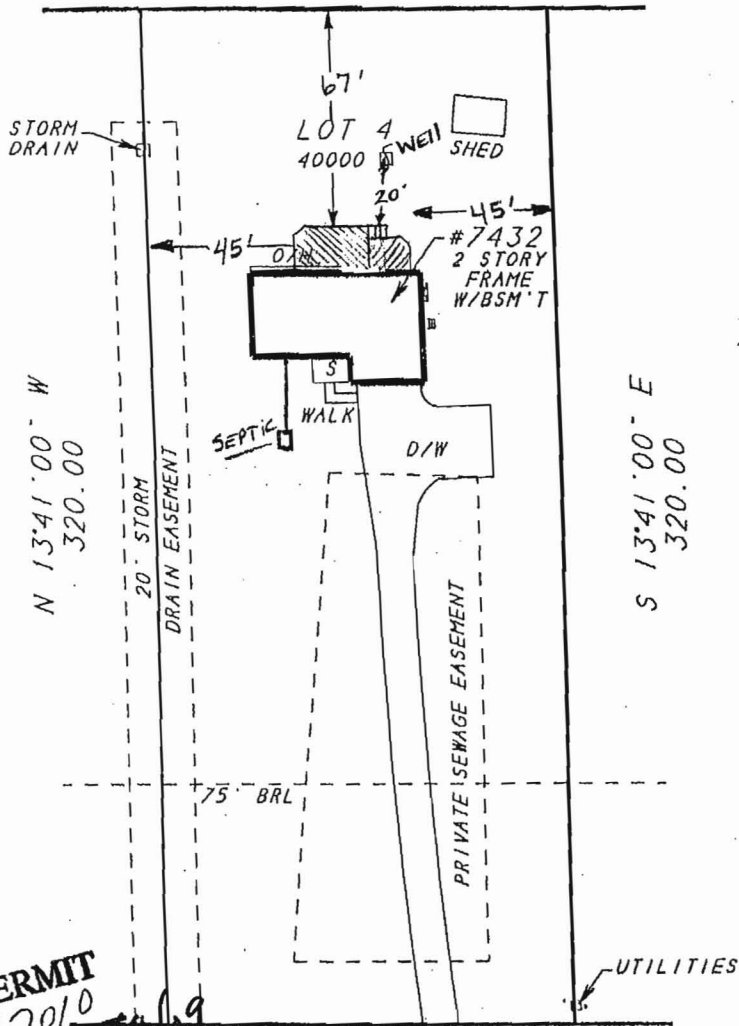 67'
STORM
DRAIN
LOT 4
40000
WELL
SHED
20'
45'
45'
#7432
2 STORY
FRAME
W/BSM'T
O/H
S
WALK
SEPTIC
D/W
N 13°41'00" W
320.00
20' STORM
DRAIN EASEMENT
S 13°41'00" E
320.00
PRIVATE SEWAGE EASEMENT
75' BRL
ERMIT
2010
UTILITIES